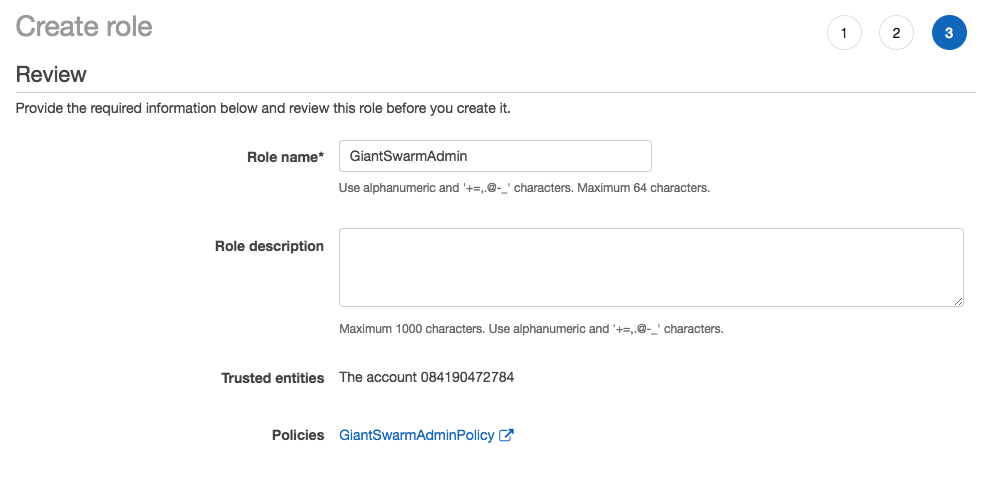 Create role
1 2 3
Review
Provide the required information below and review this role before you create it.
Role name* GiantSwarmAdmin
Use alphanumeric and '+=,.@-_' characters. Maximum 64 characters.
Role description
Maximum 1000 characters. Use alphanumeric and '+=,.@-_' characters.
Trusted entities The account 084190472784
Policies GiantSwarmAdminPolicy